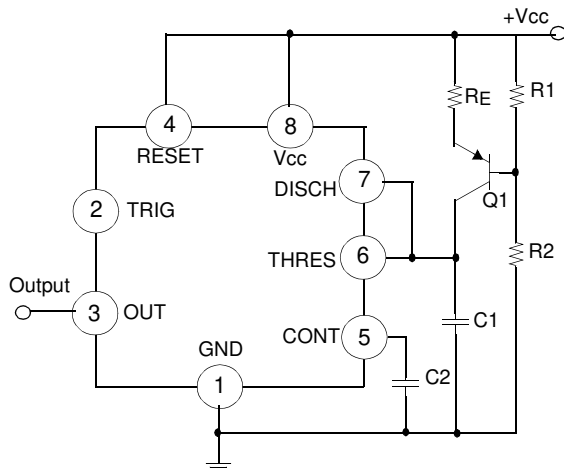 +Vcc
4
RESET
8
Vcc
RE
R1
7
DISCH
Q1
2
TRIG
6
THRES
R2
Output
3
OUT
5
CONT
C1
GND
1
C2